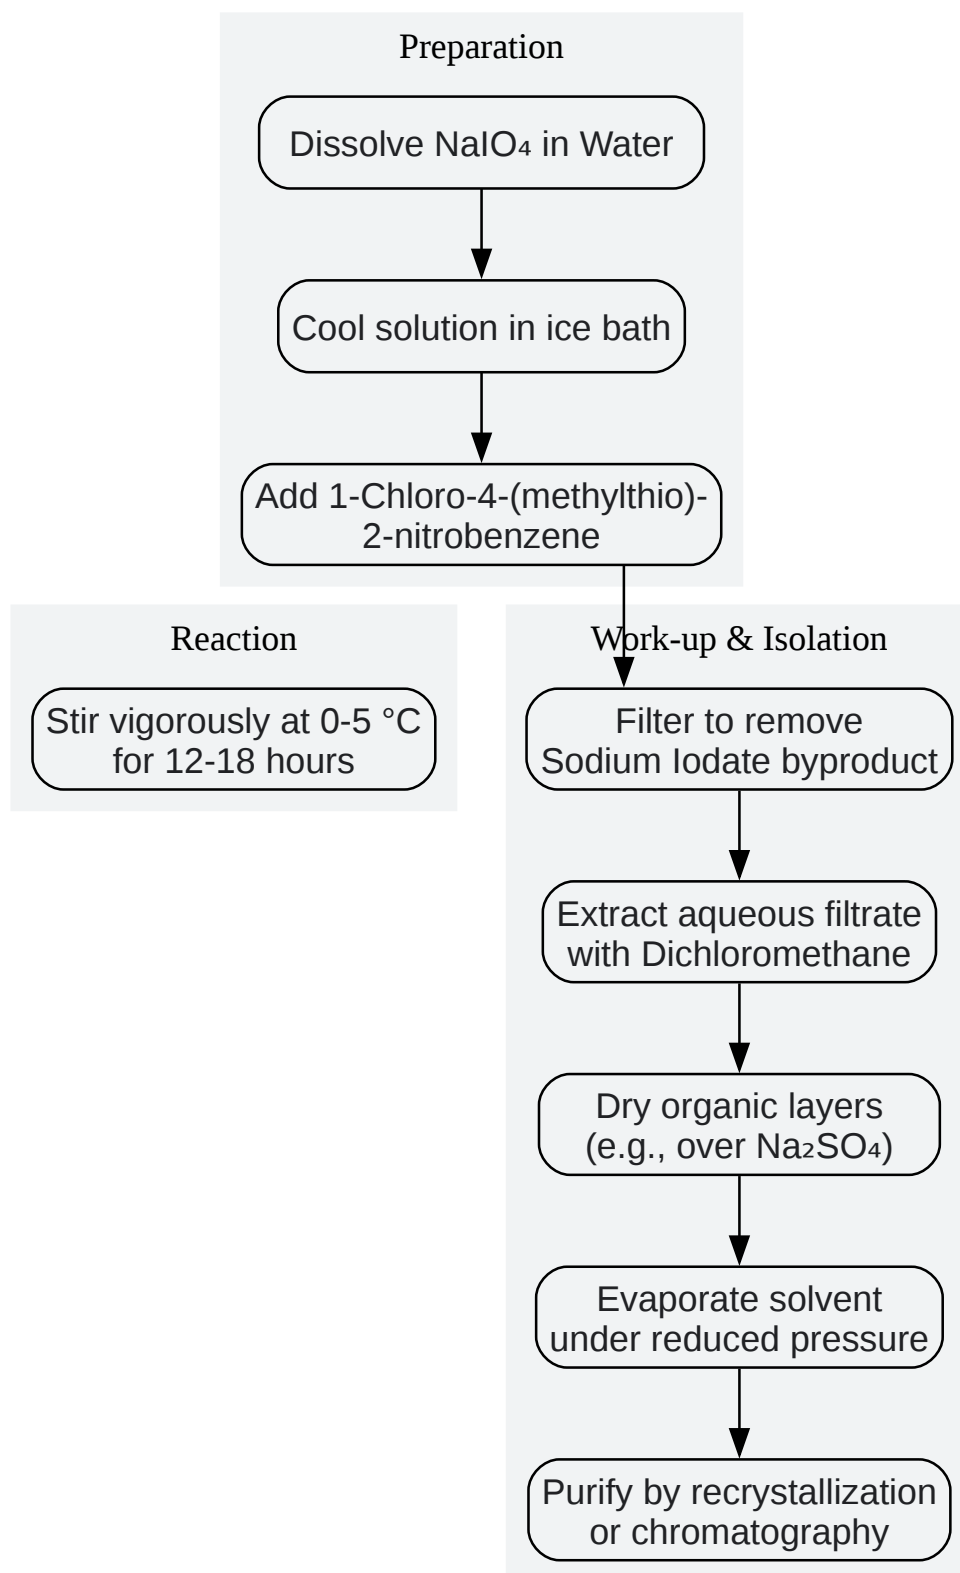 Preparation
Dissolve NaIO₄ in Water
Cool solution in ice bath
Add 1-Chloro-4-(methylthio)-
2-nitrobenzene
Reaction
Stir vigorously at 0-5 °C
for 12-18 hours
Work-up & Isolation
Filter to remove
Sodium Iodate byproduct
Extract aqueous filtrate
with Dichloromethane
Dry organic layers
(e.g., over Na₂SO₄)
Evaporate solvent
under reduced pressure
Purify by recrystallization
or chromatography